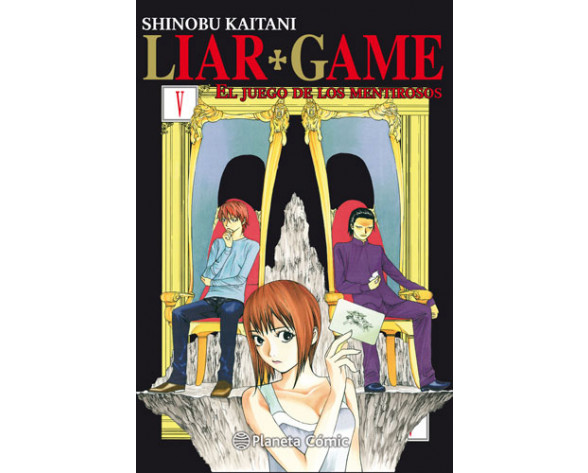 SHINOBU KAITANI
LIAR GAME
EL JUEGO DE LOS MENTIROSOS
V
Planeta Cómic